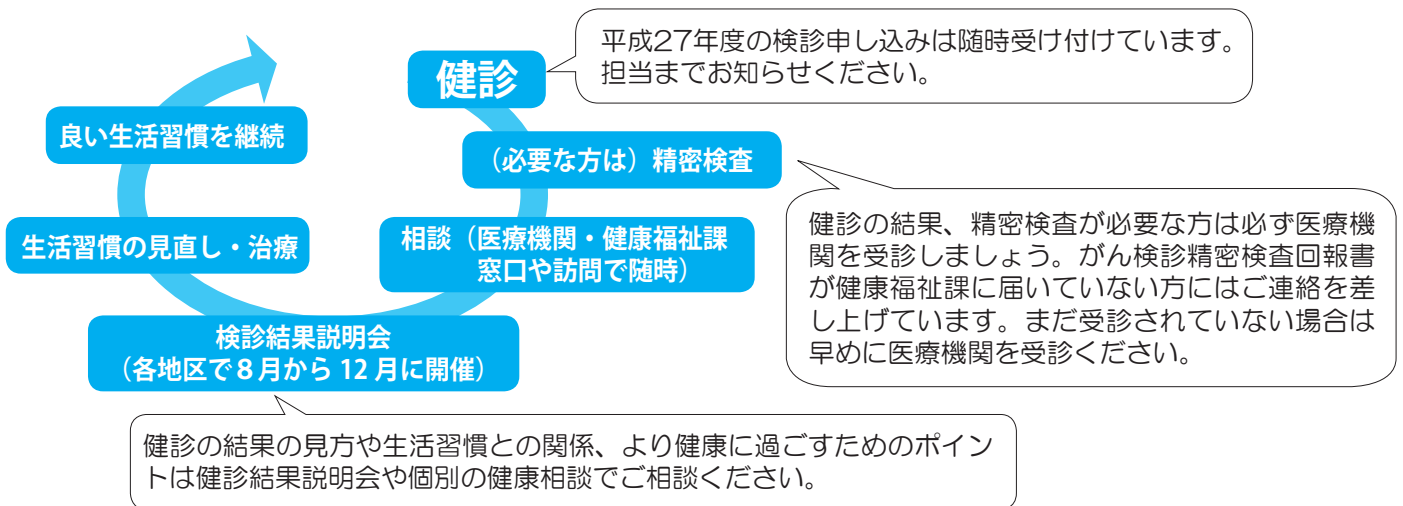 健診
平成27年度の検診申し込みは随時受け付けています。
担当までお知らせください。
（必要な方は）精密検査
健診の結果、精密検査が必要な方は必ず医療機
関を受診しましょう。がん検診精密検査回報書
が健康福祉課に届いていない方にはご連絡を差
し上げています。まだ受診されていない場合は
早めに医療機関を受診ください。
相談（医療機関・健康福祉課
窓口や訪問で随時）
検診結果説明会
（各地区で８月から 12 月に開催）
健診の結果の見方や生活習慣との関係、より健康に過ごすためのポイン
トは健診結果説明会や個別の健康相談でご相談ください。
生活習慣の見直し・治療
良い生活習慣を継続